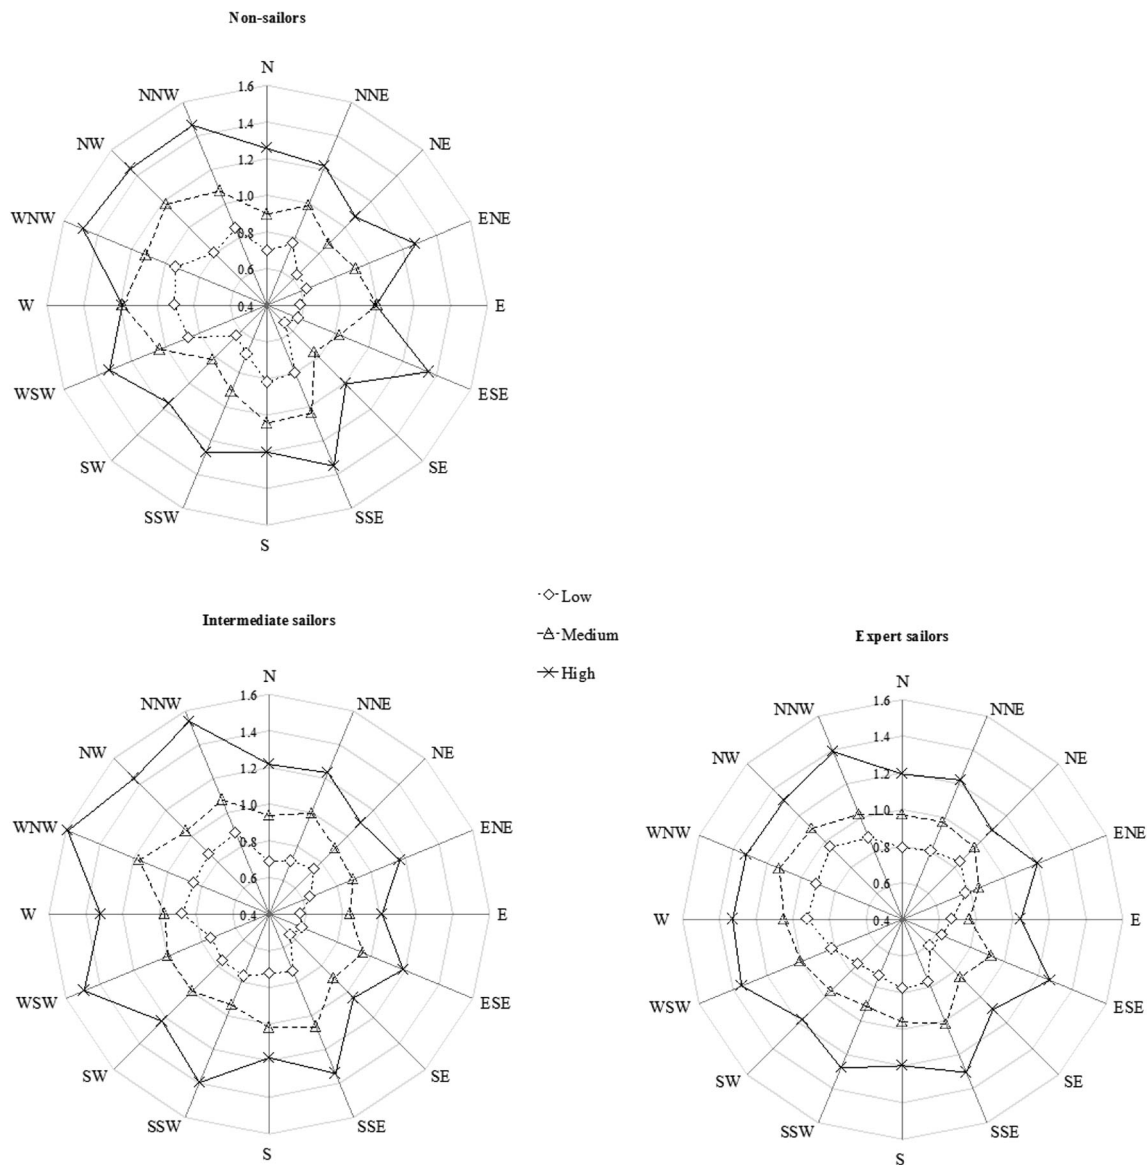 Non-sailors
N
NNW
1.6
NNE
1.4
NW
NE
1.2
WNW
1.0
ENE
0.8
0.6
W
0.4
E
WSW
ESE
SW
SE
SSW
SSE
S
Low
Medium
High
Intermediate sailors
N
NNW
1.6
NNE
1.4
NW
NE
1.2
WNW
1.0
ENE
0.8
0.6
W
0.4
E
WSW
ESE
SW
SE
SSW
SSE
S
Expert sailors
N
NNW
1.6
NNE
1.4
NW
NE
1.2
WNW
1.0
ENE
0.8
0.6
W
0.4
E
WSW
ESE
SW
SE
SSW
SSE
S